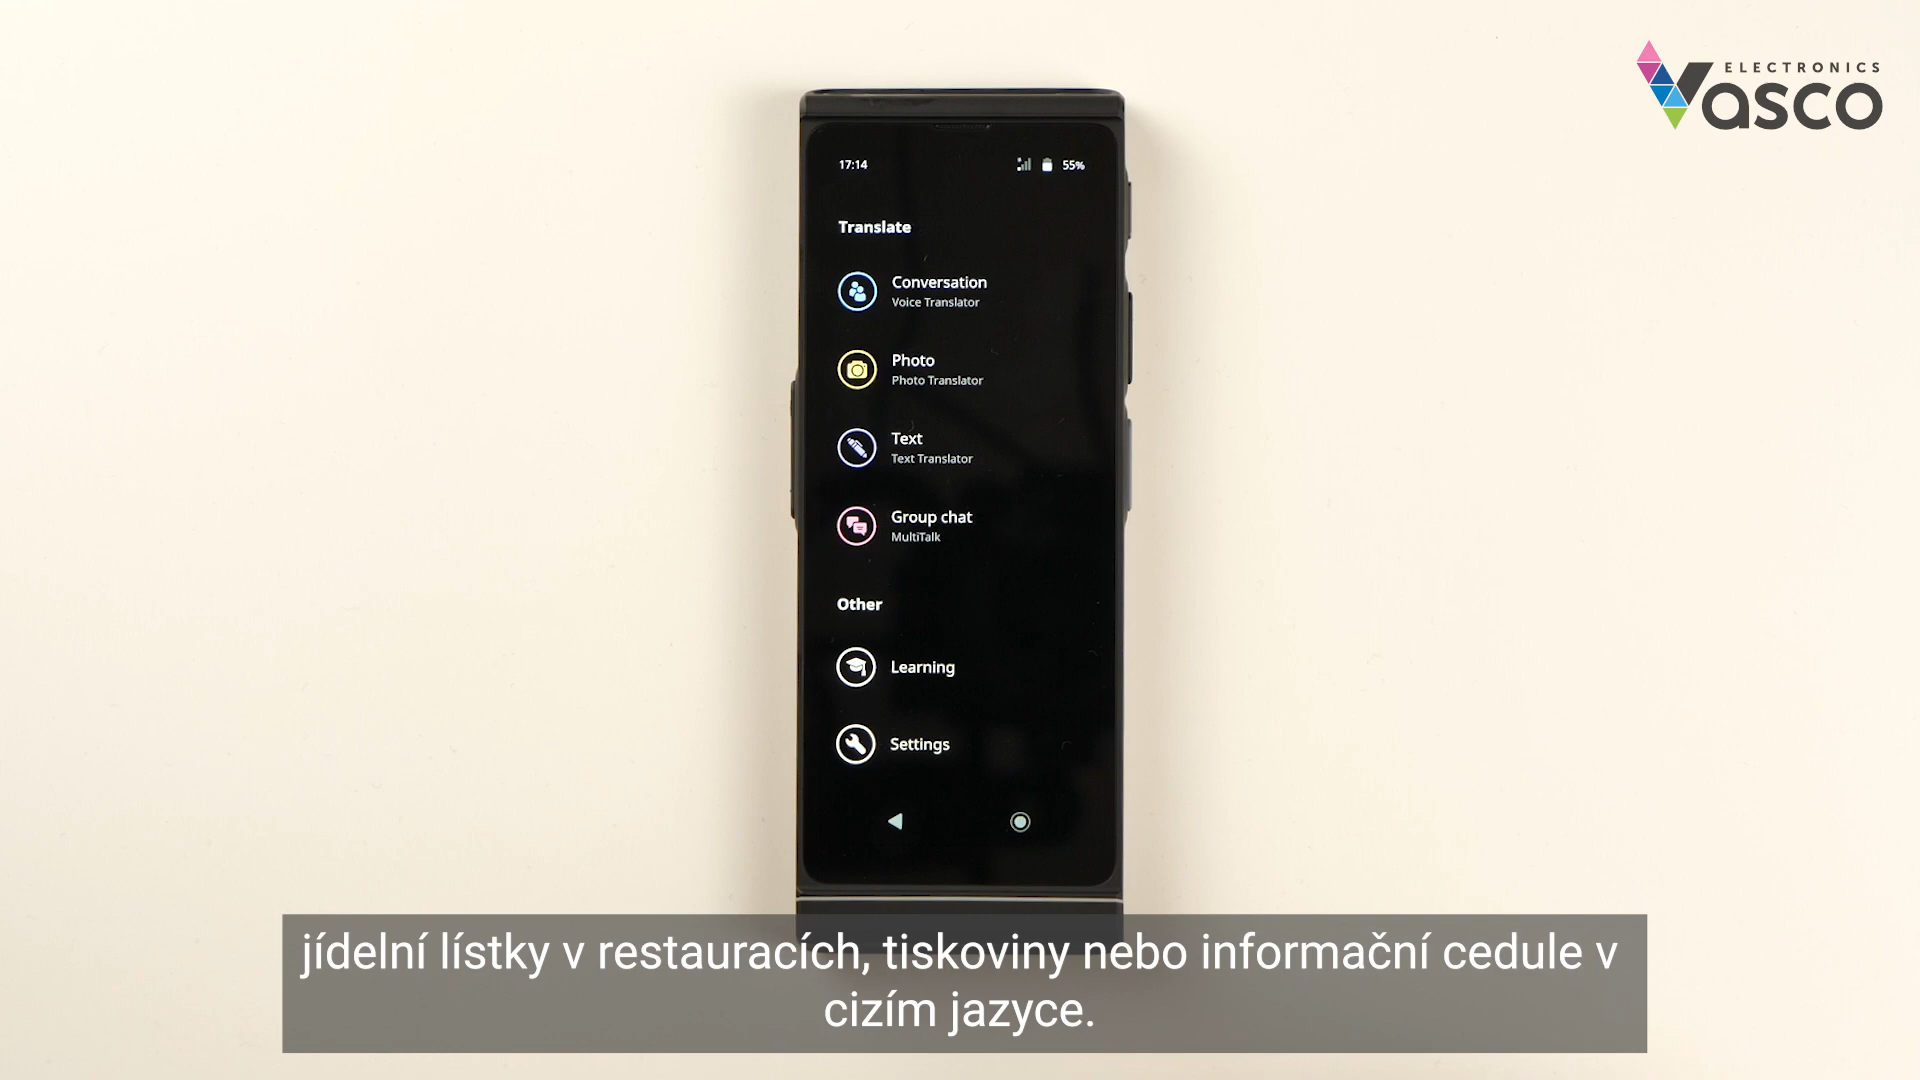 ELECTRONICS
Vasco
17:14
55%
Translate
Conversation
Voice Translator
Photo
Photo Translator
Text
Text Translator
Group chat
MultiTalk
Other
Learning
Settings
jídelní lístky v restauracích, tiskoviny nebo informační cedule v
cizím jazyce.